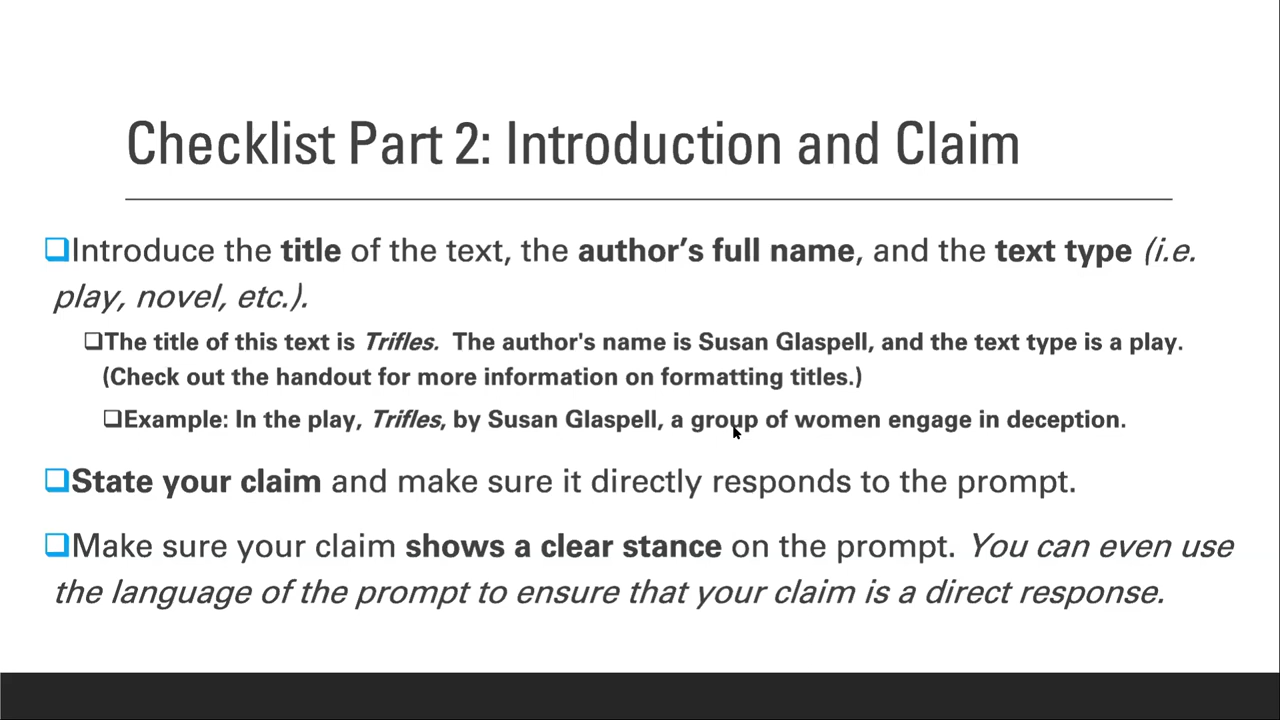 Checklist Part 2: Introduction and Claim
❑Introduce the title of the text, the author’s full name, and the text type (i.e.
play, novel, etc.).
❑The title of this text is Trifles.  The author's name is Susan Glaspell, and the text type is a play.
(Check out the handout for more information on formatting titles.)
❑Example: In the play, Trifles, by Susan Glaspell, a group of women engage in deception.
❑State your claim and make sure it directly responds to the prompt.
❑Make sure your claim shows a clear stance on the prompt. You can even use
the language of the prompt to ensure that your claim is a direct response.